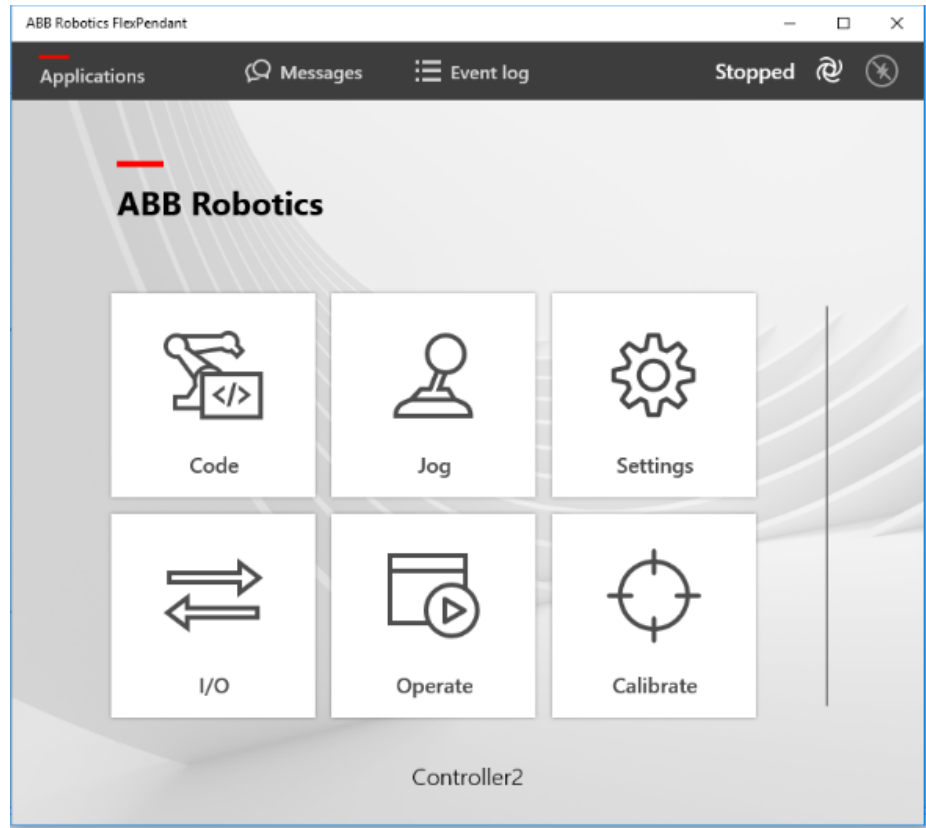 ABB Robotics FlexPendant
Applications Messages Event log Stopped
ABB Robotics
</>
Code Jog Settings
I/O Operate Calibrate
Controller2